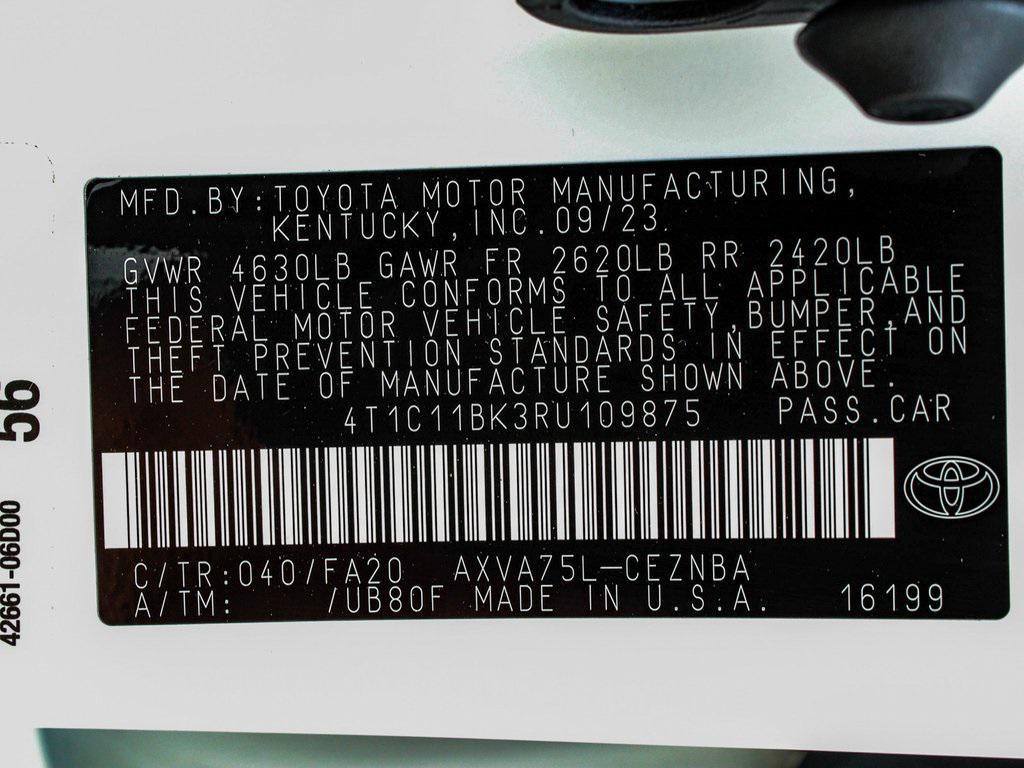 MFD.BY:TOYOTA MOTOR MANUFACTURING,
KENTUCKY,INC.09/23
GVWR 4630LB GAWR FR 2620LB RR 2420LB
THIS VEHICLE CONFORMS TO ALL APPLICABLE
FEDERAL MOTOR VEHICLE SAFETY,BUMPER,AND
THEFT PREVENTION STANDARDS IN EFFECT ON
THE DATE OF MANUFACTURE SHOWN ABOVE.
4T1C11BK3RU109875 PASS.CAR
C/TR:040/FA20 AXVA75L-CEZNBA
A/TM: /UB80F MADE IN U.S.A. 16199
42661-06D00 56